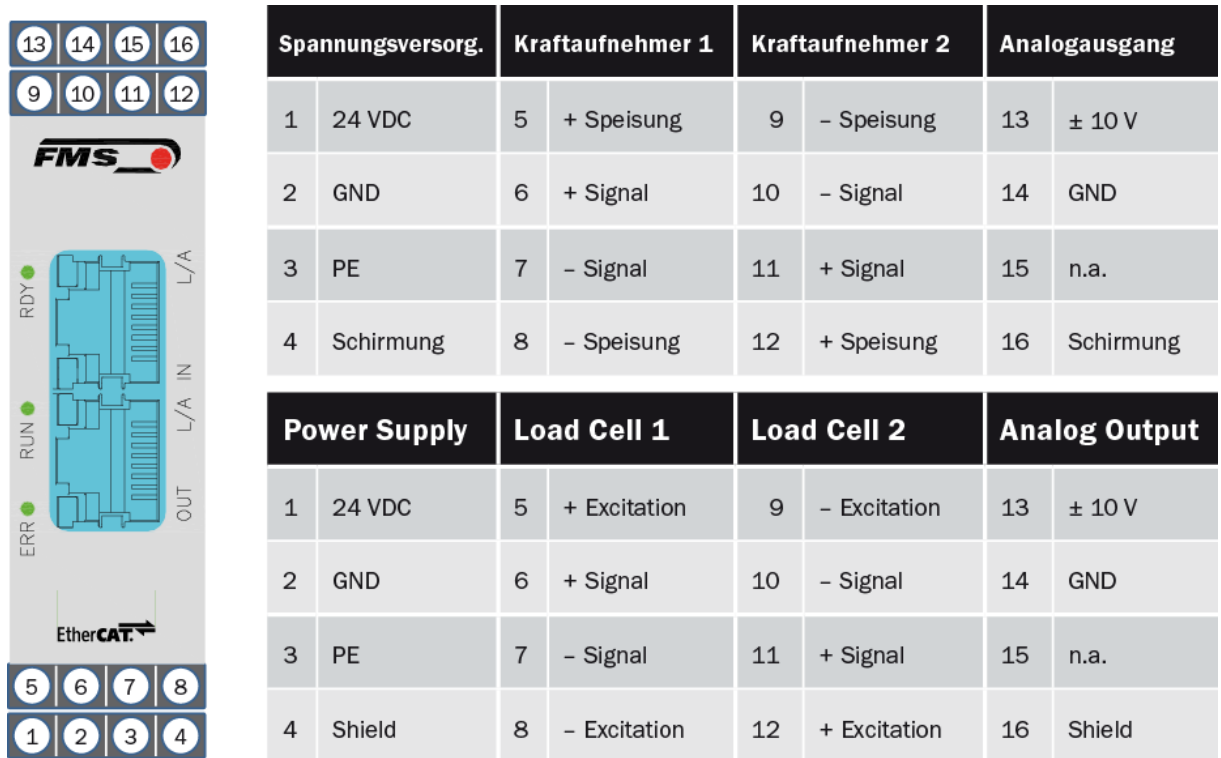 13 14 15 16
9 10 11 12
FMS
RDY
L/A
IN
RUN
L/A
ERR
OUT
EtherCAT.
5 6 7 8
1 2 3 4
Spannungsversorg. Kraftaufnehmer 1 Kraftaufnehmer 2 Analogausgang
1 24 VDC 5 + Speisung 9 – Speisung 13 ± 10 V
2 GND 6 + Signal 10 – Signal 14 GND
3 PE 7 – Signal 11 + Signal 15 n.a.
4 Schirmung 8 – Speisung 12 + Speisung 16 Schirmung
Power Supply Load Cell 1 Load Cell 2 Analog Output
1 24 VDC 5 + Excitation 9 – Excitation 13 ± 10 V
2 GND 6 + Signal 10 – Signal 14 GND
3 PE 7 – Signal 11 + Signal 15 n.a.
4 Shield 8 – Excitation 12 + Excitation 16 Shield